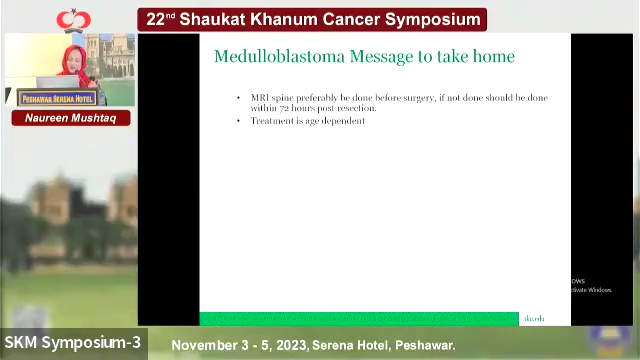 22nd Shaukat Khanum Cancer Symposium
Medulloblastoma Message to take home
• MRI spine preferably be done before surgery, if not done should be done
within 72 hours post resection.
• Treatment is age dependent
PESHAWAR SERENA HOTEL
Naureen Mushtaq
aku.edu
SKM Symposium-3
November 3 - 5, 2023, Serena Hotel, Peshawar.